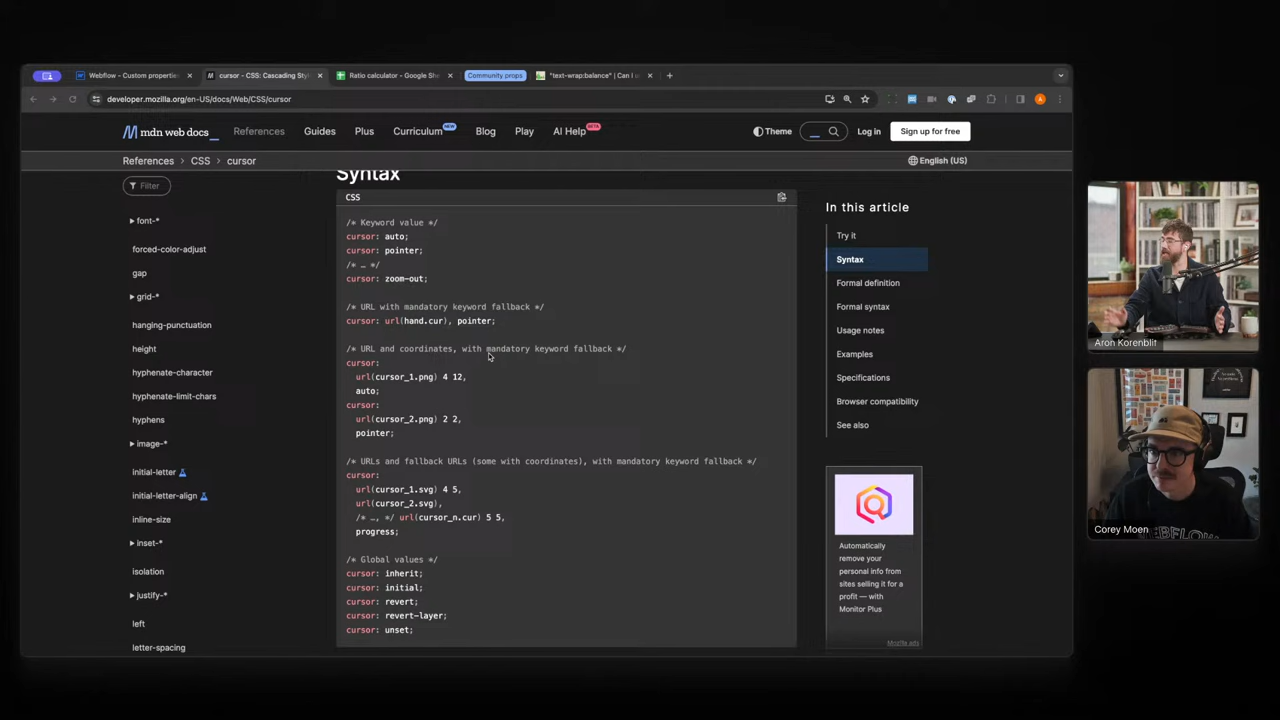 Webflow - Custom properties
cursor - CSS: Cascading Styl
Ratio calculator - Google She
Community props
"text-wrap:balance" | Can I u
developer.mozilla.org/en-US/docs/Web/CSS/cursor
A
mdn web docs_
References
Guides
Plus
Curriculum NEW
Blog
Play
AI Help BETA
Theme
Log in
Sign up for free
References > CSS > cursor
English (US)
Filter
font-*
forced-color-adjust
gap
grid-*
hanging-punctuation
height
hyphenate-character
hyphenate-limit-chars
hyphens
image-*
initial-letter
initial-letter-align
inline-size
inset-*
isolation
justify-*
left
letter-spacing
Syntax
CSS
/* Keyword value */
cursor: auto;
cursor: pointer;
/* … */
cursor: zoom-out;
/* URL with mandatory keyword fallback */
cursor: url(hand.cur), pointer;
/* URL and coordinates, with mandatory keyword fallback */
cursor:
url(cursor_1.png) 4 12,
auto;
cursor:
url(cursor_2.png) 2 2,
pointer;
/* URLs and fallback URLs (some with coordinates), with mandatory keyword fallback */
cursor:
url(cursor_1.svg) 4 5,
url(cursor_2.svg),
/* …, */ url(cursor_n.cur) 5 5,
progress;
/* Global values */
cursor: inherit;
cursor: initial;
cursor: revert;
cursor: revert-layer;
cursor: unset;
In this article
Try it
Syntax
Formal definition
Formal syntax
Usage notes
Examples
Specifications
Browser compatibility
See also
Automatically
remove your
personal info from
sites selling it for a
profit — with
Monitor Plus
Mozilla ads
Aron Korenblit
Corey Moen